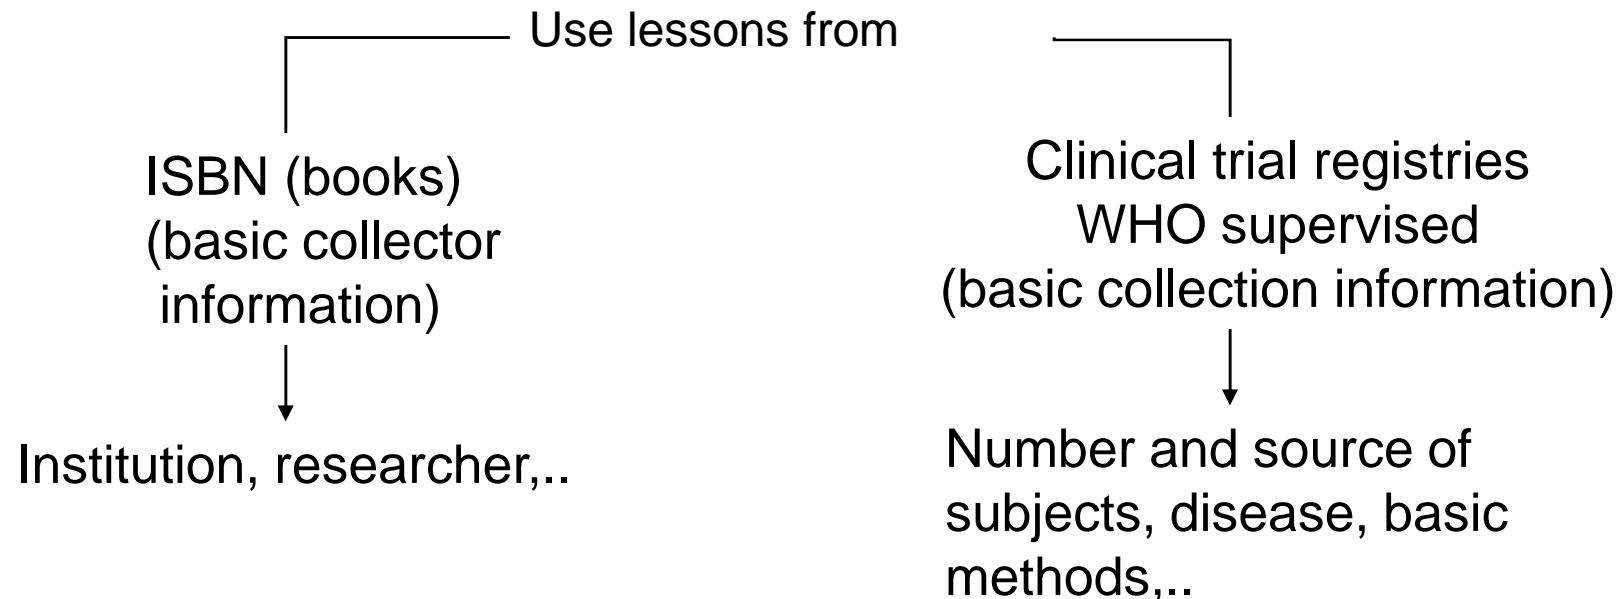 Use lessons from
ISBN (books)
(basic collector
information)
Institution, researcher,..
Clinical trial registries
WHO supervised
(basic collection information)
Number and source of
subjects, disease, basic
methods,..